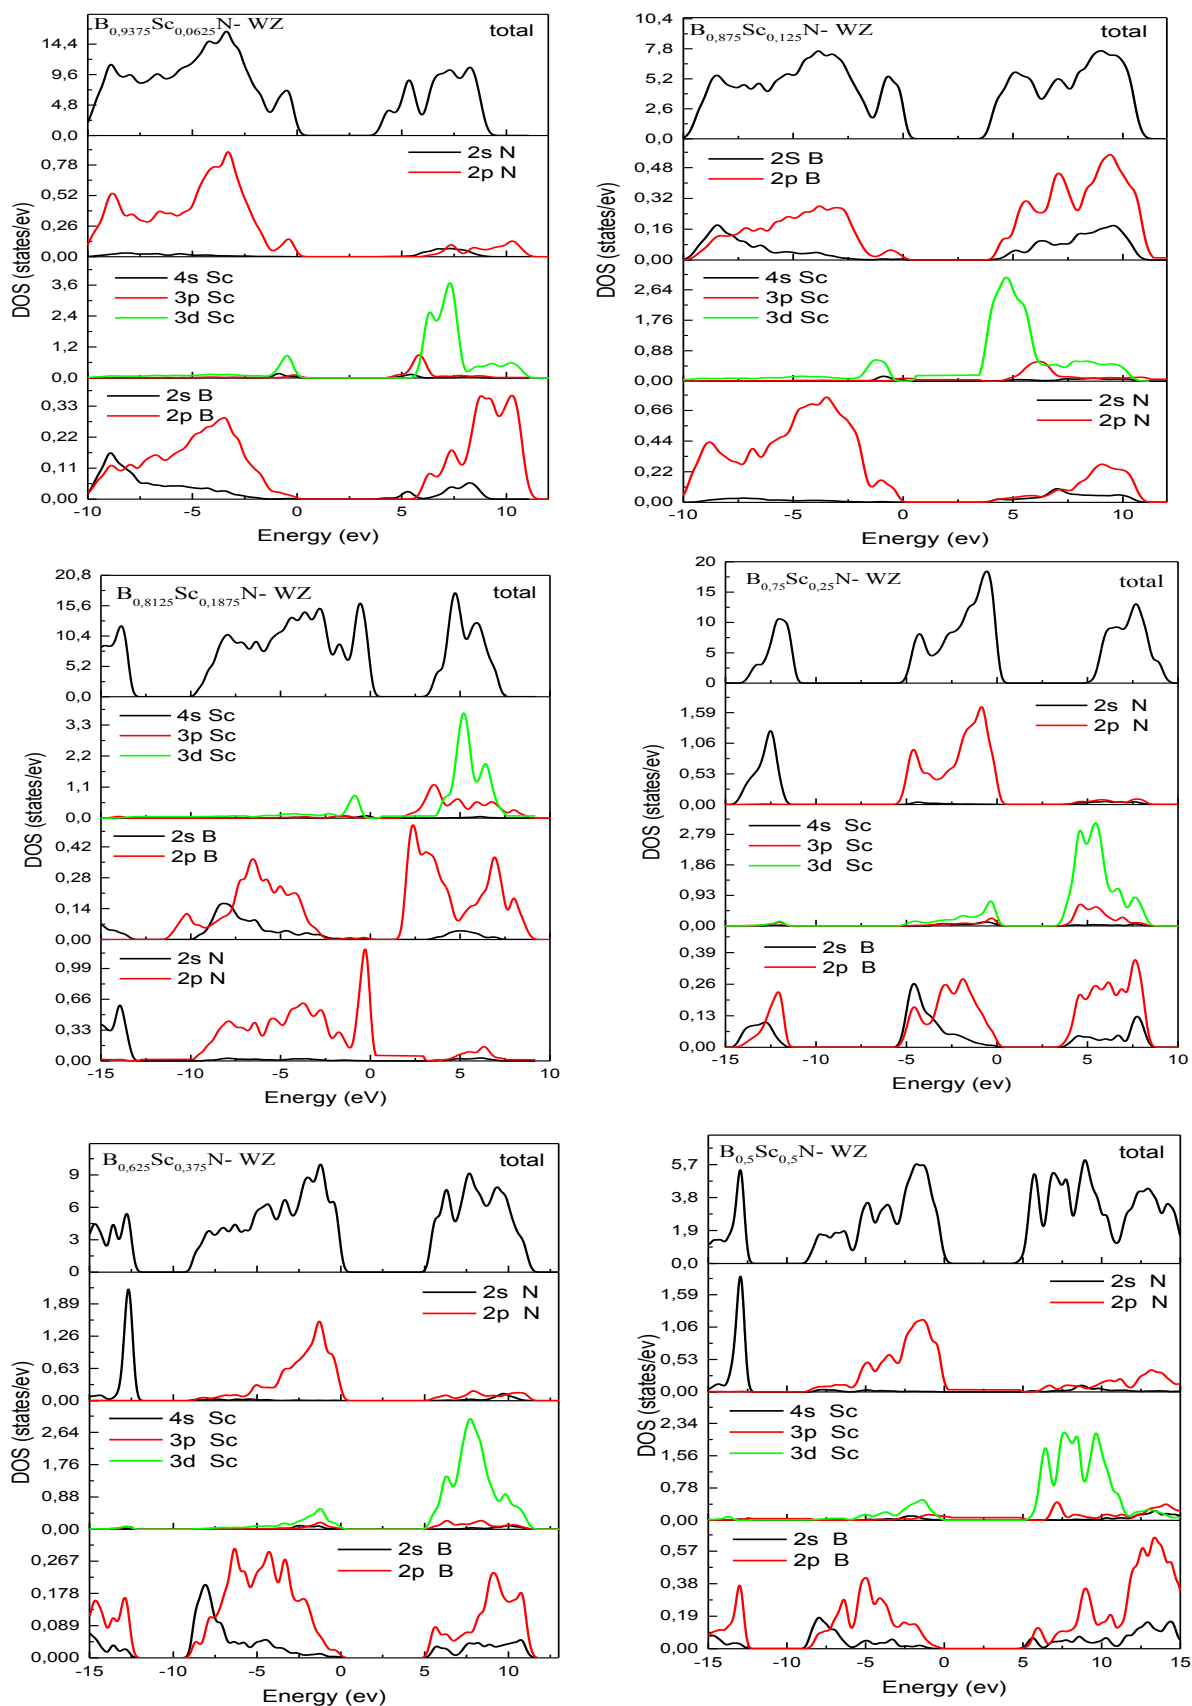 B0,9375Sc0,0625N- WZ
total
14,4
9,6
4,8
0,0
2s N
2p N
0,78
0,52
0,26
0,00
4s Sc
3p Sc
3d Sc
3,6
2,4
1,2
0,0
2s B
2p B
0,33
0,22
0,11
0,00
-10
-5
0
5
10
Energy (ev)
DOS (states/ev)
B0,875Sc0,125N- WZ
total
10,4
7,8
5,2
2,6
0,0
2S B
2p B
0,48
0,32
0,16
0,00
4s Sc
3p Sc
3d Sc
2,64
1,76
0,88
0,00
2s N
2p N
0,66
0,44
0,22
0,00
-10
-5
0
5
10
Energy (ev)
DOS (states/ev)
B0,8125Sc0,1875N- WZ
total
20,8
15,6
10,4
5,2
0,0
4s Sc
3p Sc
3d Sc
3,3
2,2
1,1
0,0
2s B
2p B
0,42
0,28
0,14
0,00
2s N
2p N
0,99
0,66
0,33
0,00
-15
-10
-5
0
5
10
Energy (eV)
DOS (states/ev)
B0,75Sc0,25N- WZ
total
20
15
10
5
0
2s N
2p N
1,59
1,06
0,53
0,00
4s Sc
3p Sc
3d Sc
2,79
1,86
0,93
0,00
2s B
2p B
0,39
0,26
0,13
0,00
-15
-10
-5
0
5
10
Energy (ev)
DOS (states/ev)
B0,625Sc0,375N- WZ
total
9
6
3
0
2s N
2p N
1,89
1,26
0,63
0,00
4s Sc
3p Sc
3d Sc
2,64
1,76
0,88
0,00
2s B
2p B
0,267
0,178
0,089
0,000
-15
-10
-5
0
5
10
Energy (ev)
DOS (states/ev)
B0,5Sc0,5N- WZ
total
5,7
3,8
1,9
0,0
2s N
2p N
1,59
1,06
0,53
0,00
4s Sc
3p Sc
3d Sc
2,34
1,56
0,78
0,00
2s B
2p B
0,57
0,38
0,19
0,00
-15
-10
-5
0
5
10
15
Energy (ev)
DOS (states/ev)